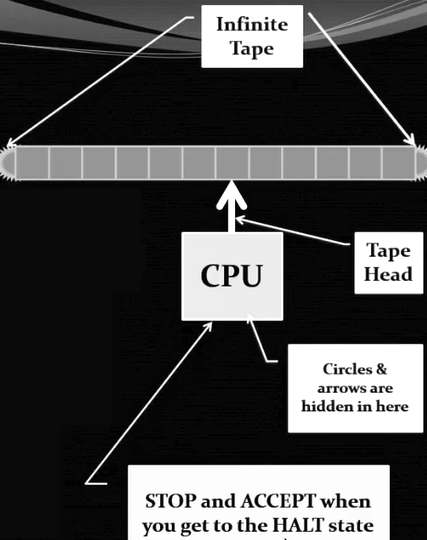 Infinite
Tape
Tape
Head
CPU
Circles &
arrows are
hidden in here
STOP and ACCEPT when
you get to the HALT state